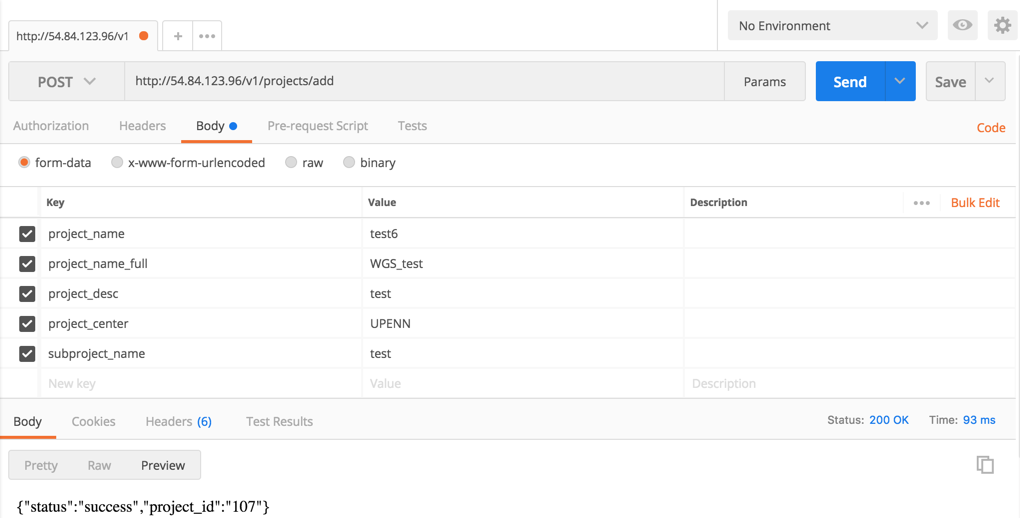 http://54.84.123.96/v1
+
•••
No Environment
POST
http://54.84.123.96/v1/projects/add
Params
Send
Save
Authorization Headers Body Pre-request Script Tests
Code
form-data x-www-form-urlencoded raw binary
Key Value Description ••• Bulk Edit
project_name test6
project_name_full WGS_test
project_desc test
project_center UPENN
subproject_name test
New key Value Description
Body Cookies Headers (6) Test Results Status: 200 OK Time: 93 ms
Pretty Raw Preview
{"status":"success","project_id":"107"}